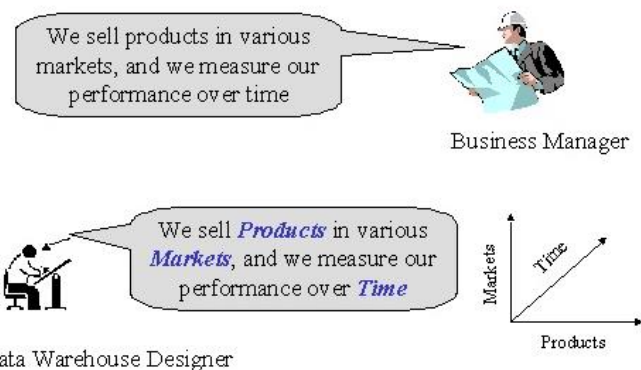 We sell products in various
markets, and we measure our
performance over time
Business Manager
We sell Products in various
Markets, and we measure our
performance over Time
Markets
Time
Products
ata Warehouse Designer